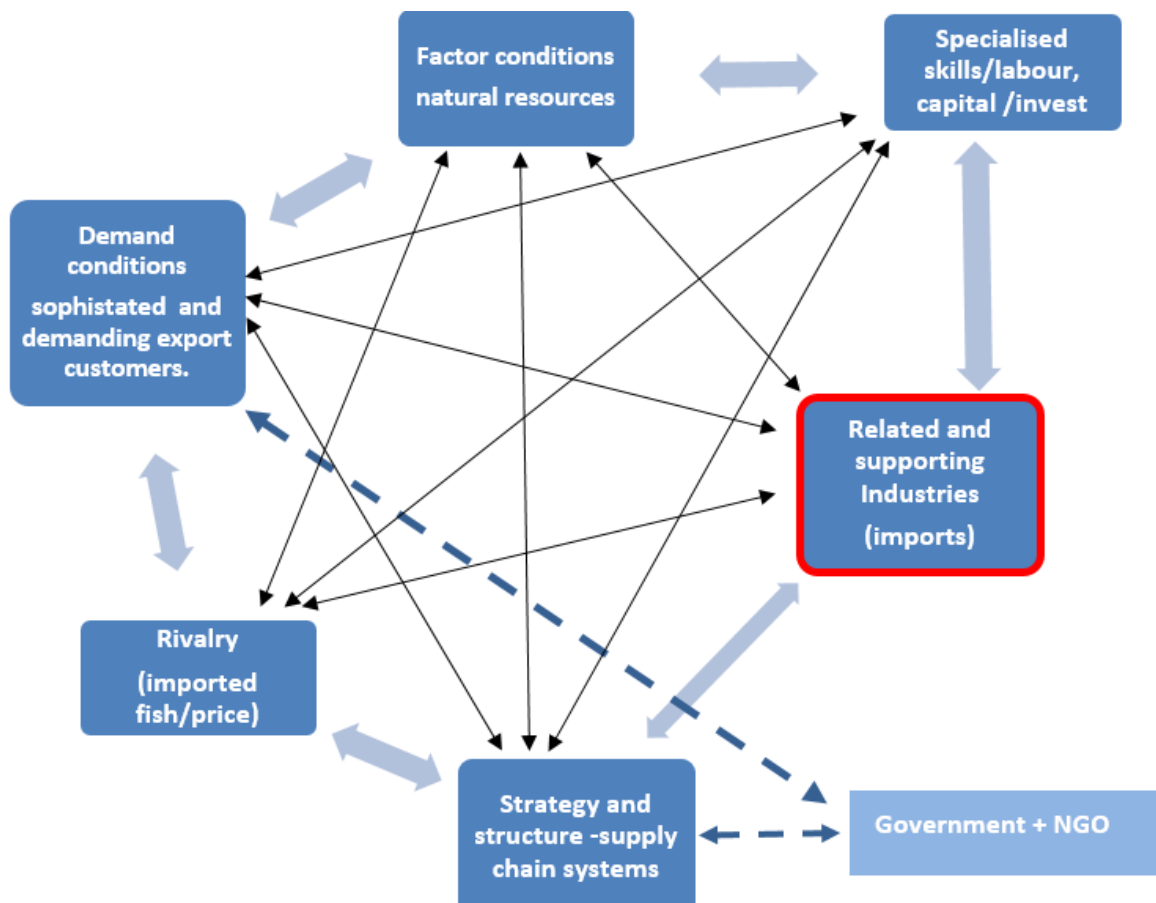 Factor conditions
natural resources
Specialised
skills/labour,
capital /invest
Demand
conditions
sophistated  and
demanding export
customers.
Related and
supporting
Industries
(imports)
Rivalry
(imported
fish/price)
Strategy and
structure -supply
chain systems
Government + NGO